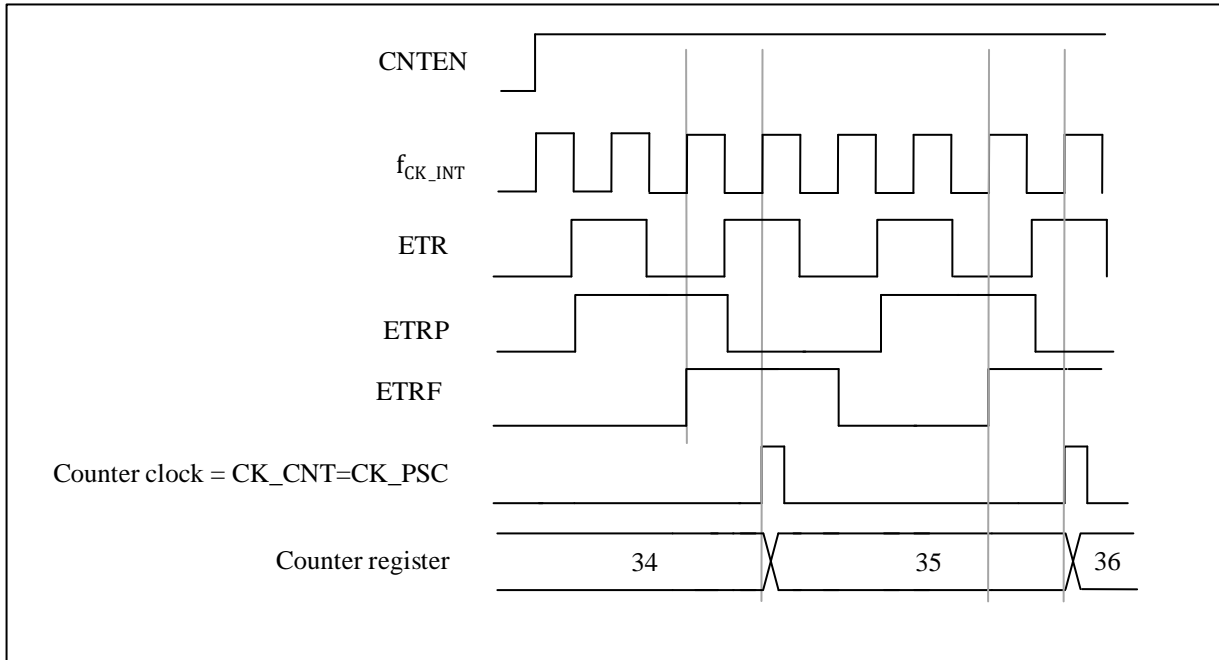 CNTEN
fCK_INT
ETR
ETRP
ETRF
Counter clock = CK_CNT=CK_PSC
Counter register 34 35 36